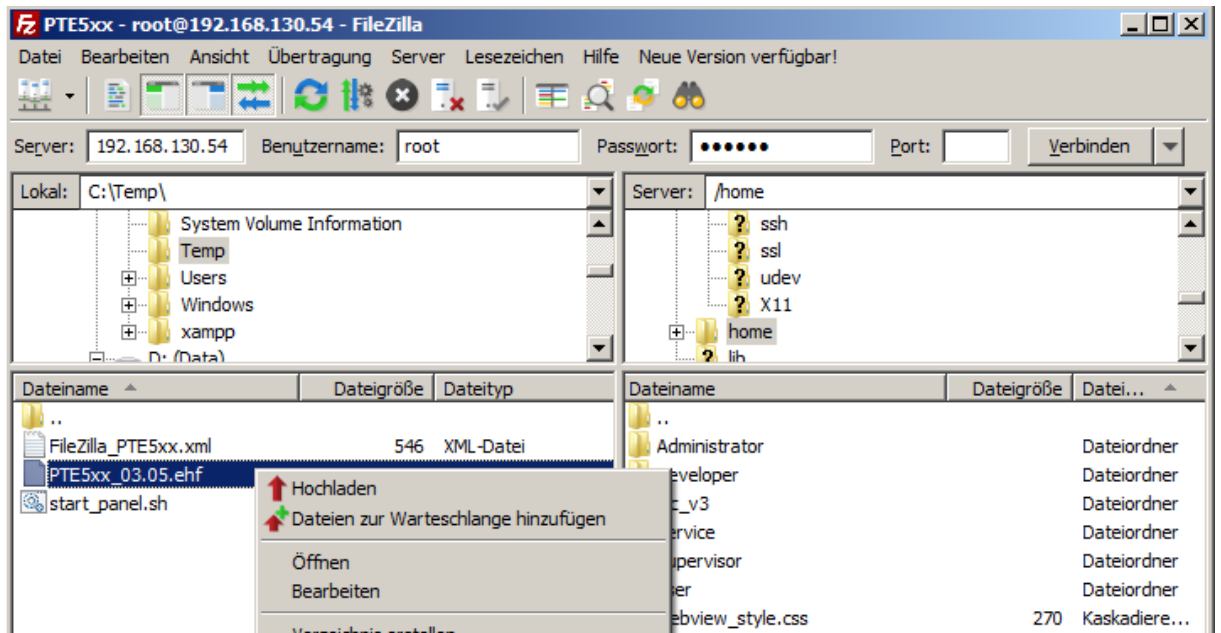 PTE5xx - root@192.168.130.54 - FileZilla
Datei Bearbeiten Ansicht Übertragung Server Lesezeichen Hilfe Neue Version verfügbar!
Server: 192.168.130.54 Benutzername: root Passwort: •••••• Port: Verbinden
Lokal: C:\Temp\
System Volume Information
Temp
Users
Windows
xampp
D: (Data)
Server: /home
? ssh
? ssl
? udev
? X11
home
? lib
Dateiname Dateigröße Dateityp
..
FileZilla_PTE5xx.xml 546 XML-Datei
PTE5xx_03.05.ehf
start_panel.sh
Hochladen
Dateien zur Warteschlange hinzufügen
Öffnen
Bearbeiten
Verzeichnis erstellen
Dateiname Dateigröße Datei...
..
Administrator Dateiordner
eveloper Dateiordner
c_v3 Dateiordner
ervice Dateiordner
upervisor Dateiordner
ser Dateiordner
ebview_style.css 270 Kaskadiere...